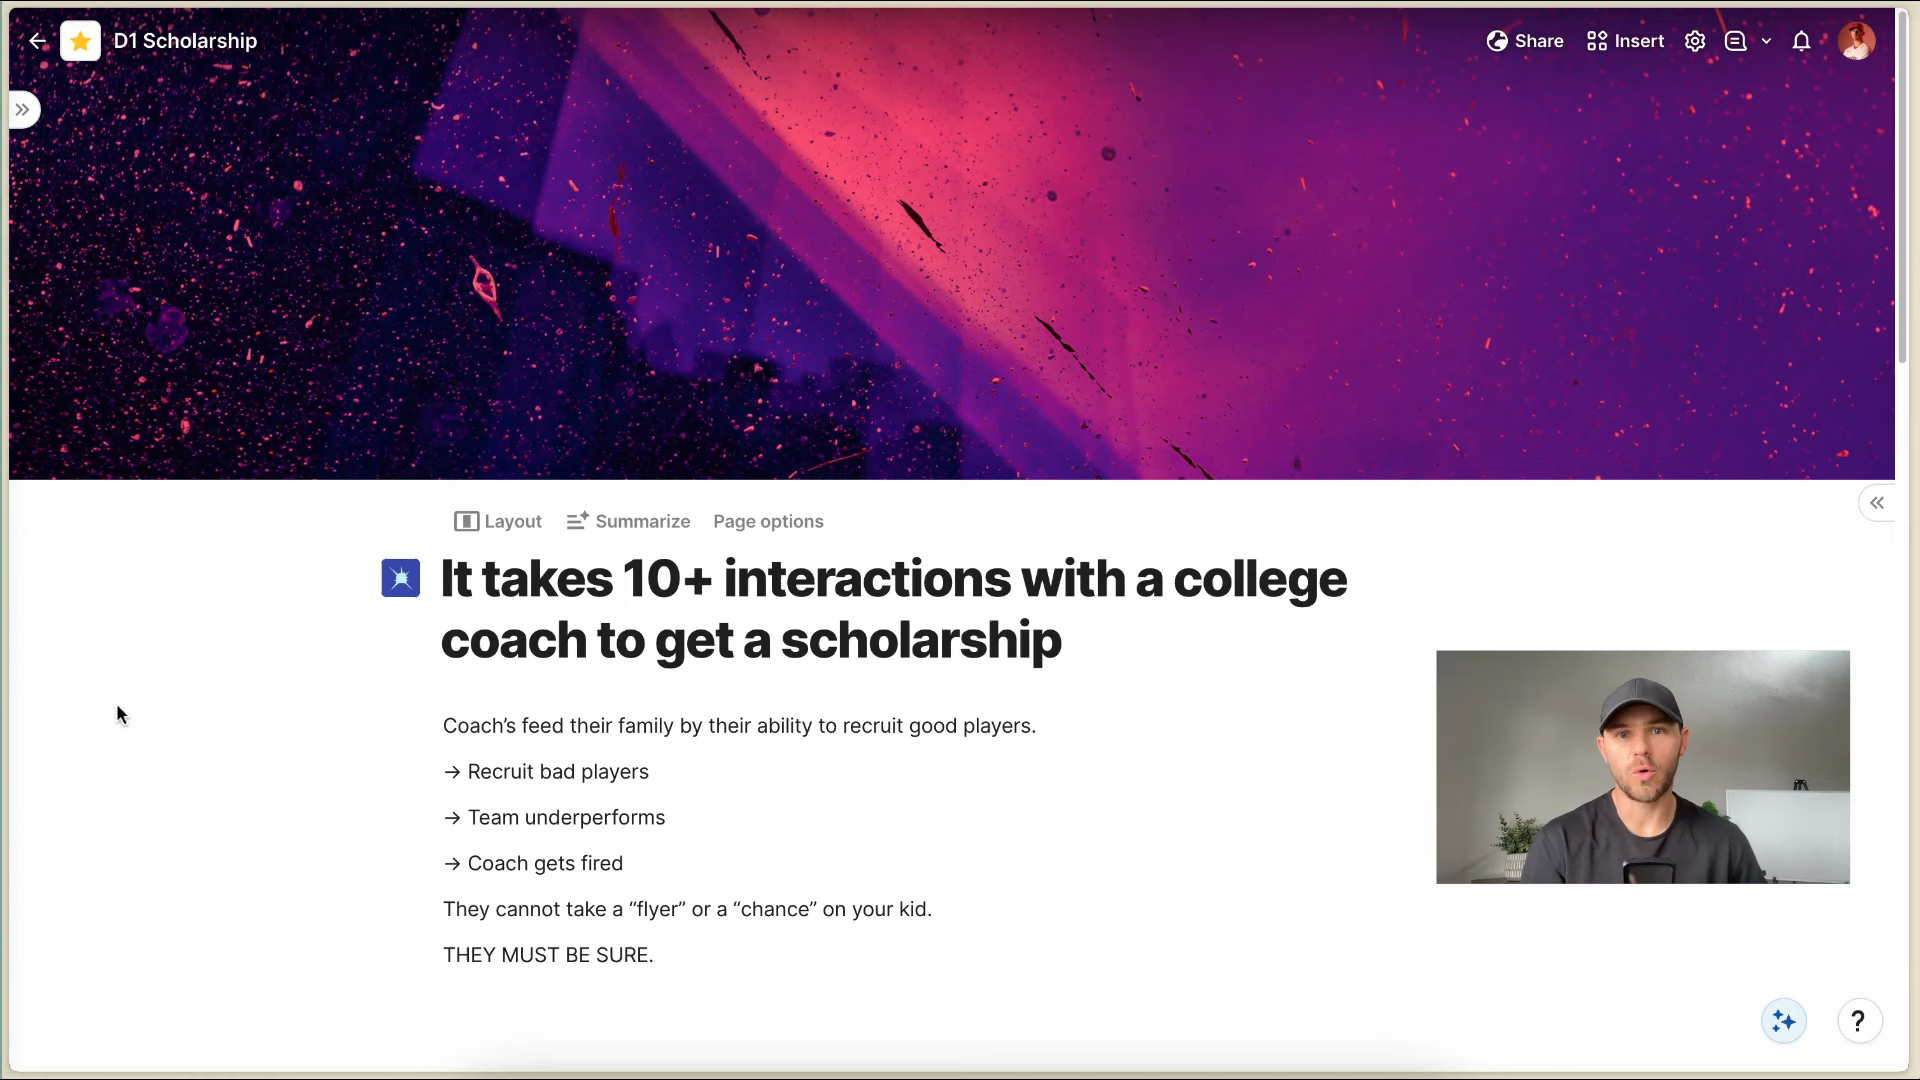 D1 Scholarship
Share
Insert
Layout
Summarize
Page options
It takes 10+ interactions with a college
coach to get a scholarship
Coach’s feed their family by their ability to recruit good players.
→ Recruit bad players
→ Team underperforms
→ Coach gets fired
They cannot take a “flyer” or a “chance” on your kid.
THEY MUST BE SURE.
?